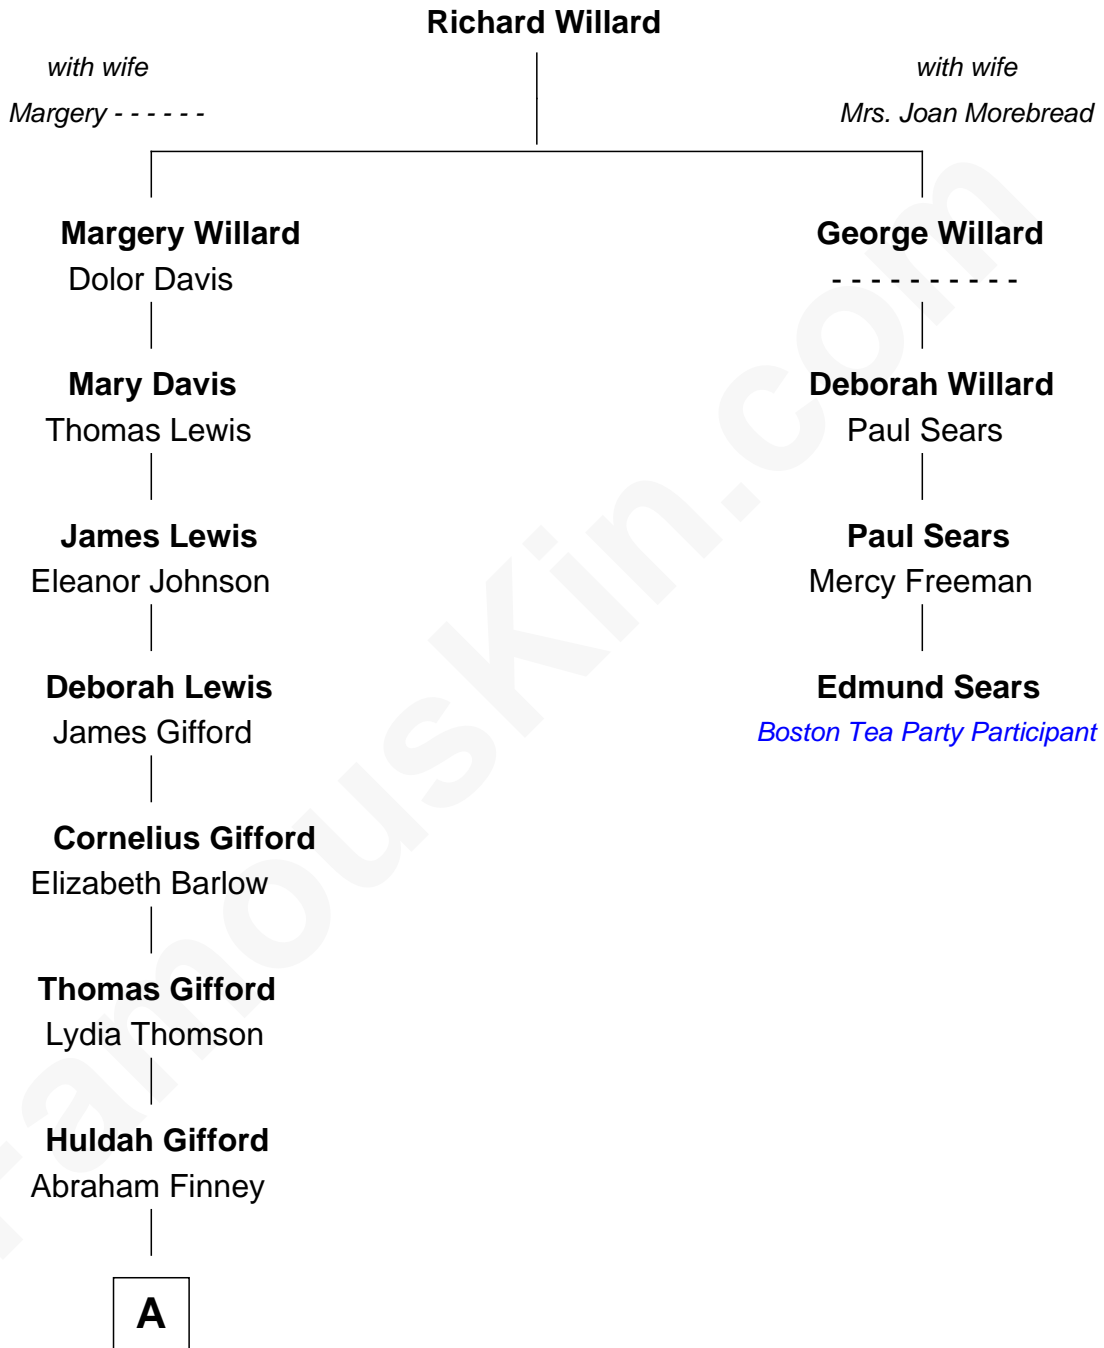 Richard Willard
with wife
with wife
Margery - - - - - -
Mrs. Joan Morebread
Margery Willard
George Willard
Dolor Davis
- - - - - - - - - -
Mary Davis
Deborah Willard
Thomas Lewis
Paul Sears
James Lewis
Paul Sears
Eleanor Johnson
Mercy Freeman
Deborah Lewis
Edmund Sears
James Gifford
Boston Tea Party Participant
Cornelius Gifford
Elizabeth Barlow
Thomas Gifford
Lydia Thomson
Huldah Gifford
Abraham Finney
A
FamousKin.com